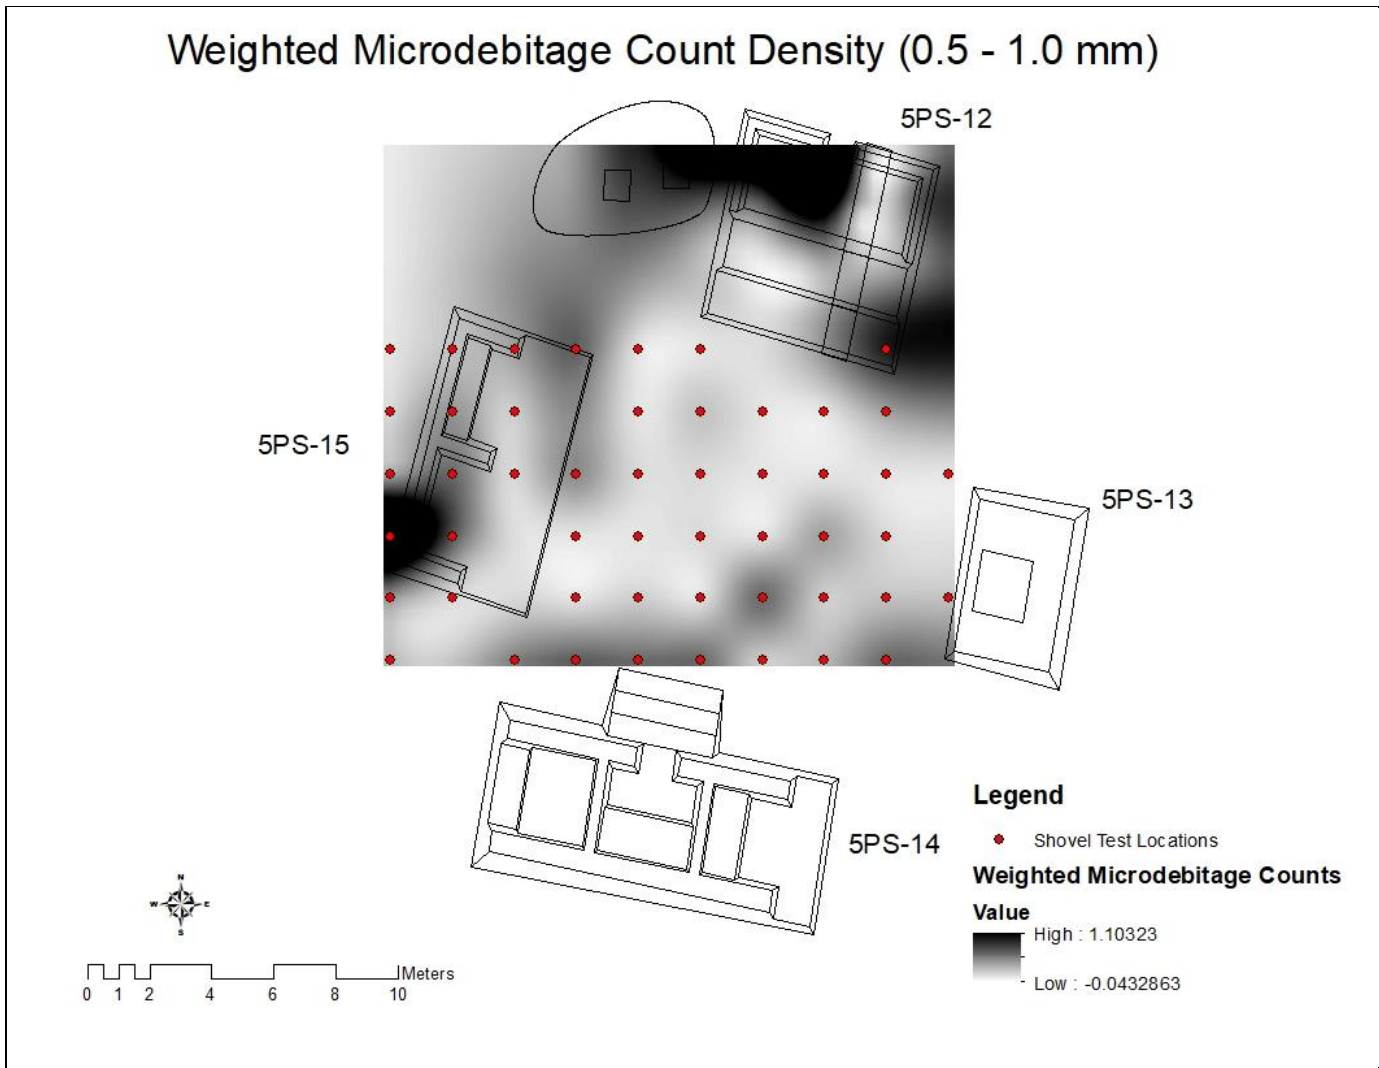 Weighted Microdebitage Count Density (0.5 - 1.0 mm)
5PS-12
5PS-15
5PS-13
5PS-14
Legend
Shovel Test Locations
Weighted Microdebitage Counts
Value
High : 1.10323
Low : -0.0432863
N
W E
S
Meters
0 1 2 4 6 8 10